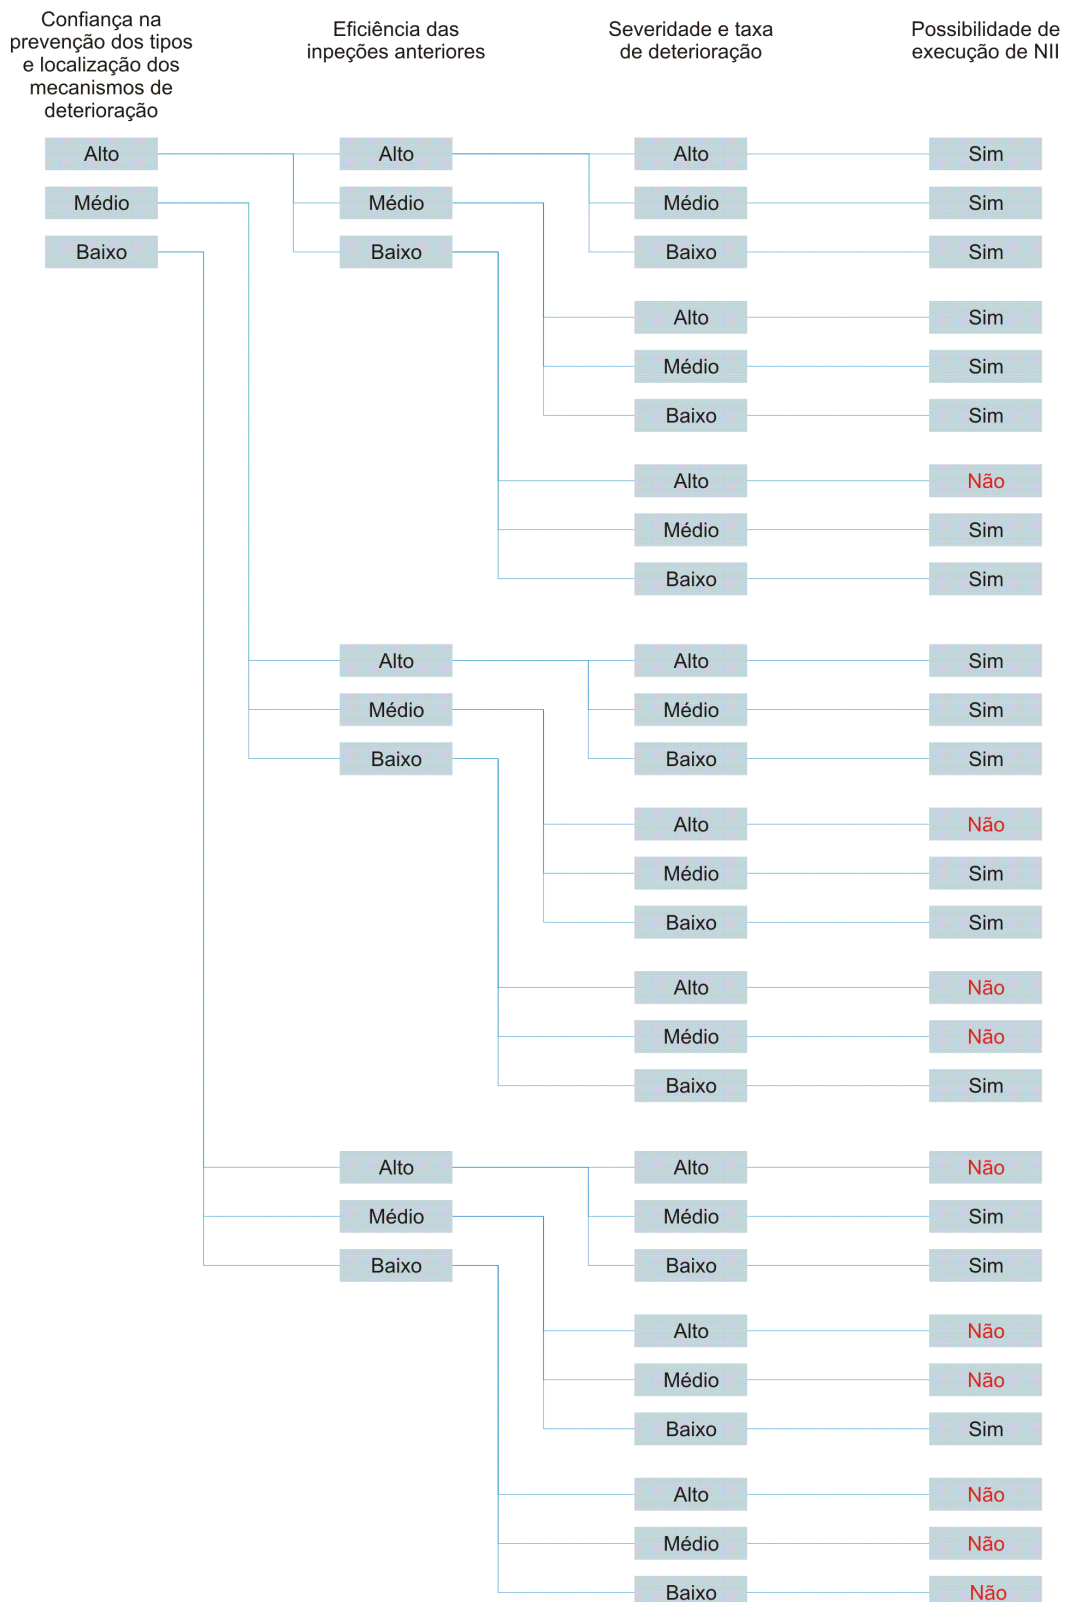 Confiança na
prevenção dos tipos
e localização dos
mecanismos de
deterioração
Eficiência das
inpeções anteriores
Severidade e taxa
de deterioração
Possibilidade de
execução de NII
Alto Alto Alto Sim
Médio Médio Médio Sim
Baixo Baixo Baixo Sim
Alto Sim
Médio Sim
Baixo Sim
Alto Não
Médio Sim
Baixo Sim
Alto Alto Sim
Médio Médio Sim
Baixo Baixo Sim
Alto Não
Médio Sim
Baixo Sim
Alto Não
Médio Não
Baixo Sim
Alto Alto Não
Médio Médio Sim
Baixo Baixo Sim
Alto Não
Médio Não
Baixo Sim
Alto Não
Médio Não
Baixo Não